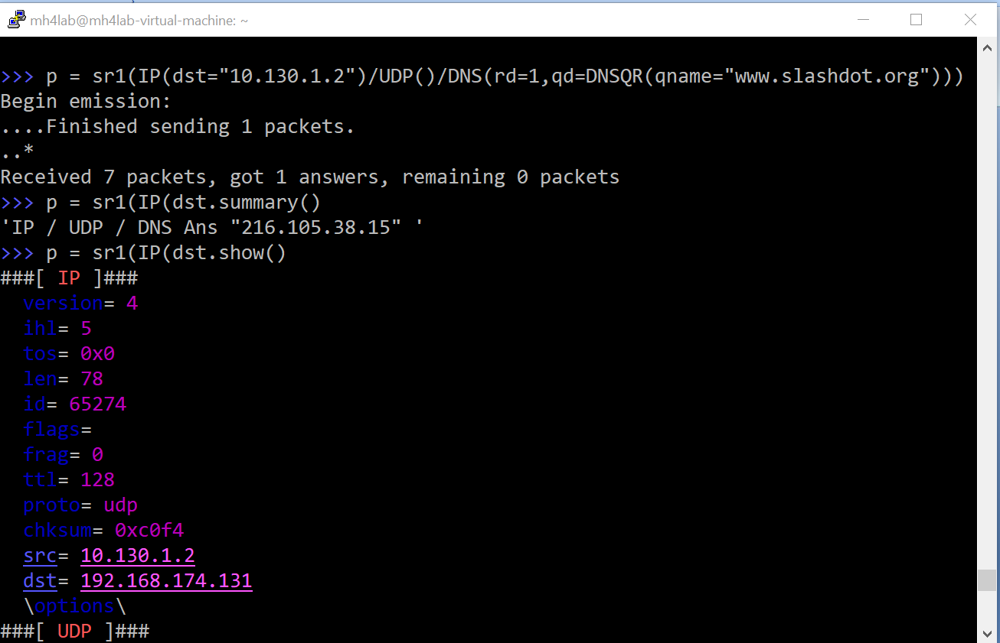 mh4lab@mh4lab-virtual-machine: ~
>>> p = sr1(IP(dst="10.130.1.2")/UDP()/DNS(rd=1,qd=DNSQR(qname="www.slashdot.org")))
Begin emission:
....Finished sending 1 packets.
..*
Received 7 packets, got 1 answers, remaining 0 packets
>>> p = sr1(IP(dst.summary()
'IP / UDP / DNS Ans "216.105.38.15" '
>>> p = sr1(IP(dst.show()
###[ IP ]###
  version= 4
  ihl= 5
  tos= 0x0
  len= 78
  id= 65274
  flags=
  frag= 0
  ttl= 128
  proto= udp
  chksum= 0xc0f4
  src= 10.130.1.2
  dst= 192.168.174.131
  \options\
###[ UDP ]###